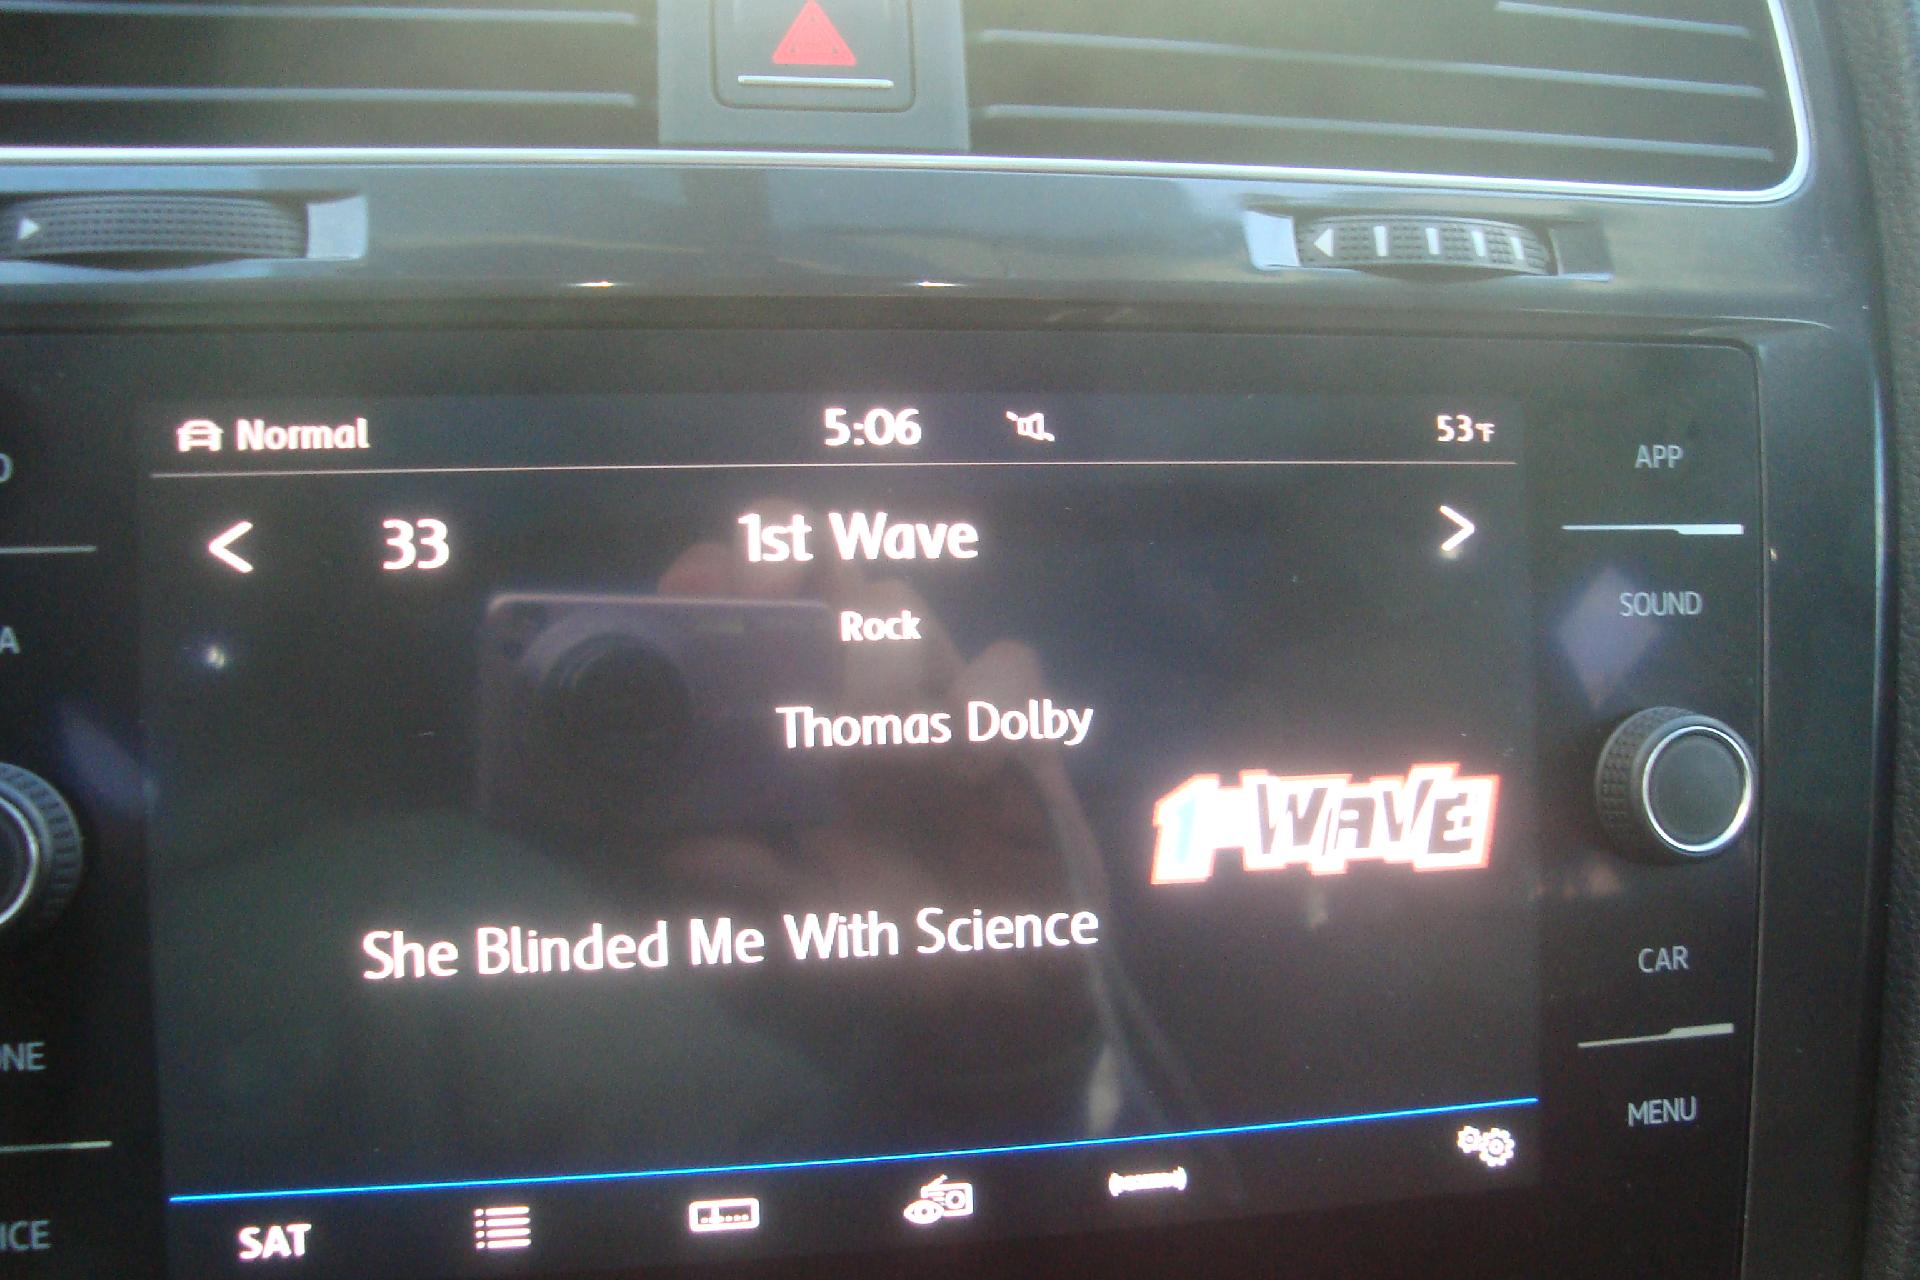 Normal 5:06 53°F
< 33 1st Wave >
Rock
Thomas Dolby
1st WAVE
She Blinded Me With Science
SAT
APP
SOUND
CAR
MENU